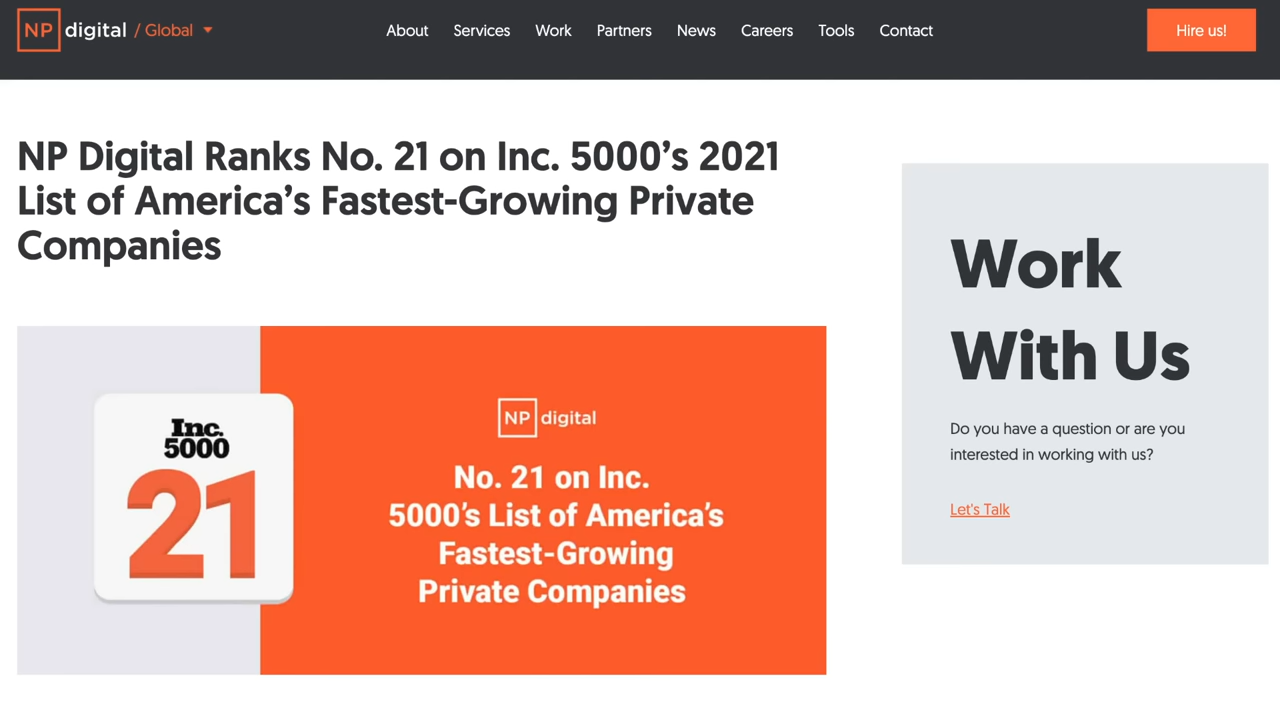 NP digital / Global
About Services Work Partners News Careers Tools Contact
Hire us!
NP Digital Ranks No. 21 on Inc. 5000’s 2021
List of America’s Fastest-Growing Private
Companies
Inc.
5000
21
NP digital
No. 21 on Inc.
5000’s List of America’s
Fastest-Growing
Private Companies
Work
With Us
Do you have a question or are you
interested in working with us?
Let's Talk